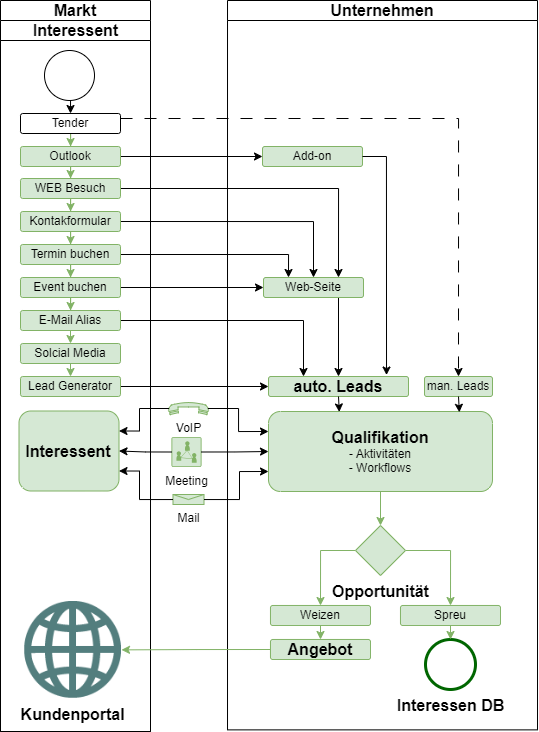 Markt
Unternehmen
Interessent
Tender
Outlook
Add-on
WEB Besuch
Kontakformular
Termin buchen
Event buchen
Web-Seite
E-Mail Alias
Solcial Media
Lead Generator
auto. Leads
man. Leads
Interessent
VoIP
Meeting
Mail
Qualifikation
- Aktivitäten
- Workflows
Opportunität
Weizen
Spreu
Angebot
Interessen DB
Kundenportal